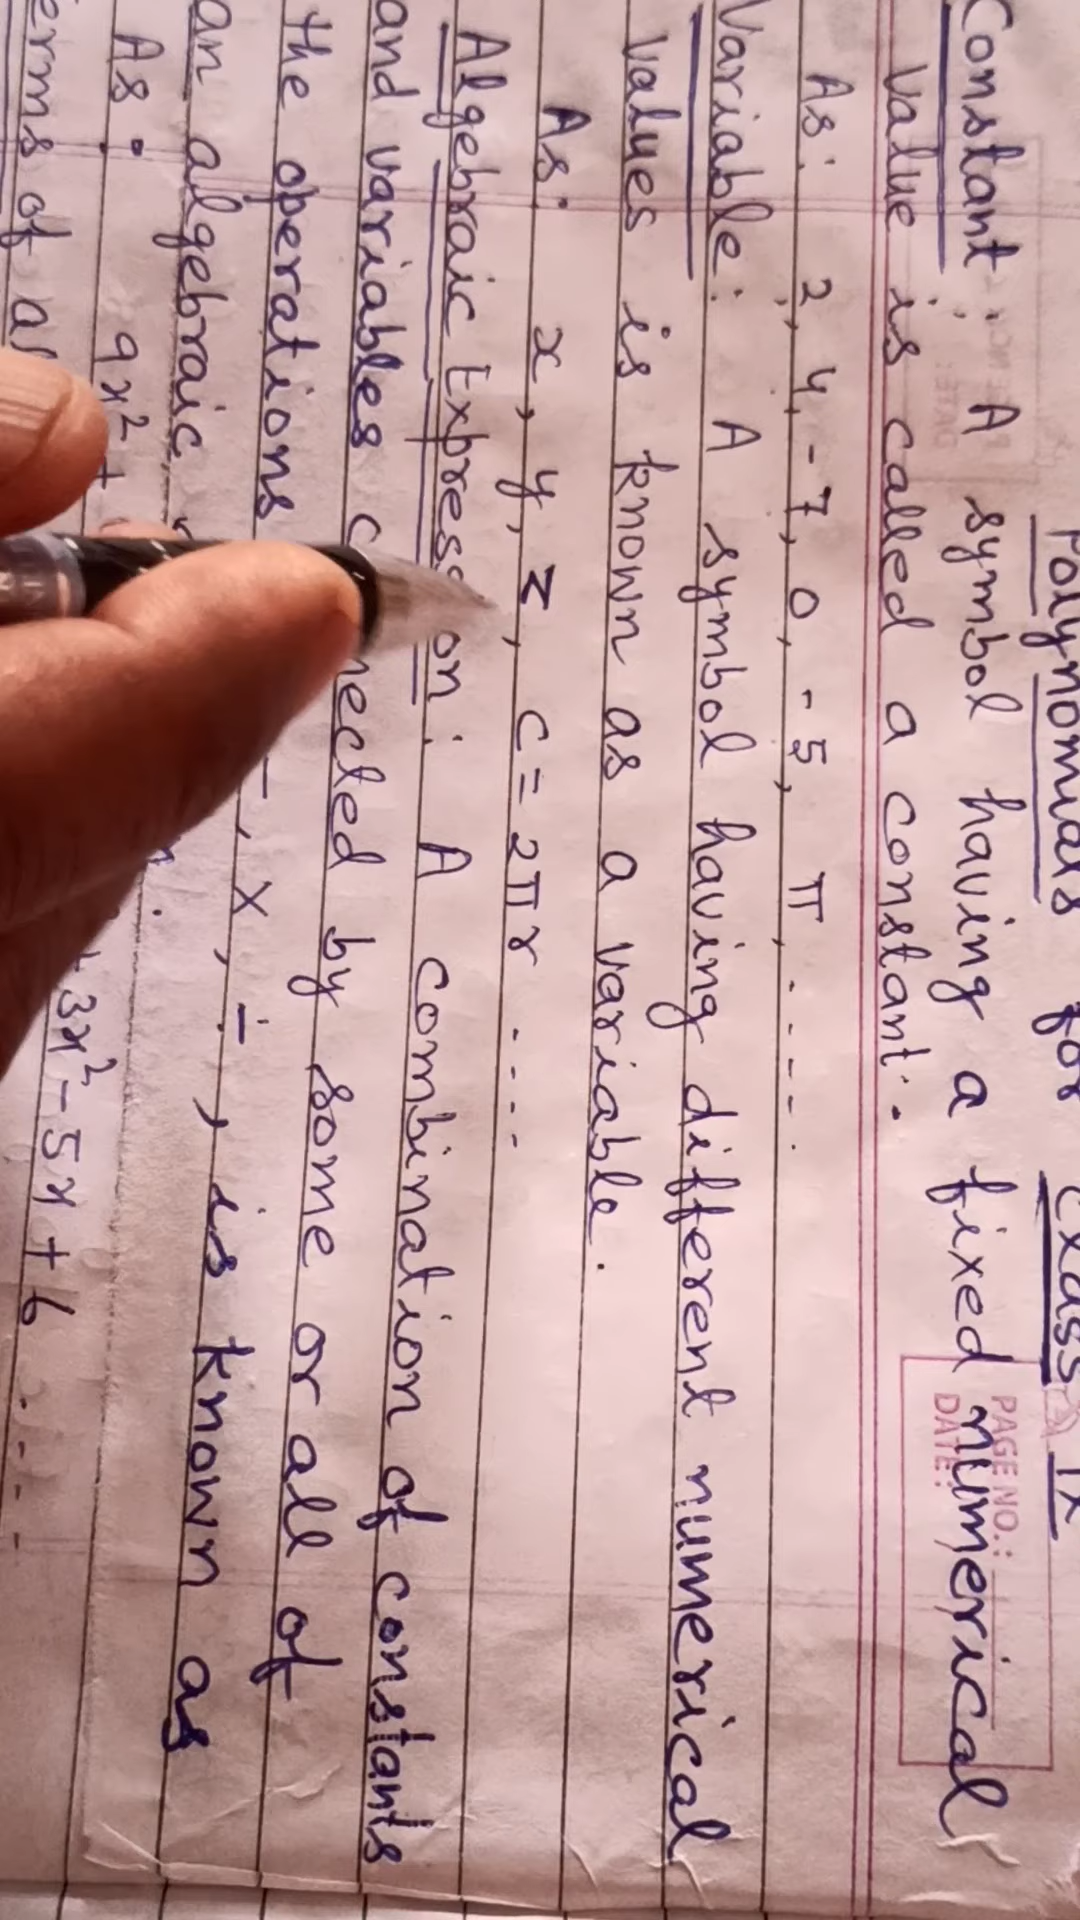 Polynomials for Class IX
PAGE NO.:
DATE:
Constant: A symbol having a fixed numerical
value is called a constant.
As: 2, 4, -7, 0, -5, π, .....
Variable: A symbol having different numerical
values is known as a variable.
As: x, y, z, c = 2πr ....
Algebraic Expression: A combination of constants
and variables connected by some or all of
the operations -, ×, ÷, is known as
an algebraic
As: 9x² + + 3x² - 5x + 6 ....
erms of